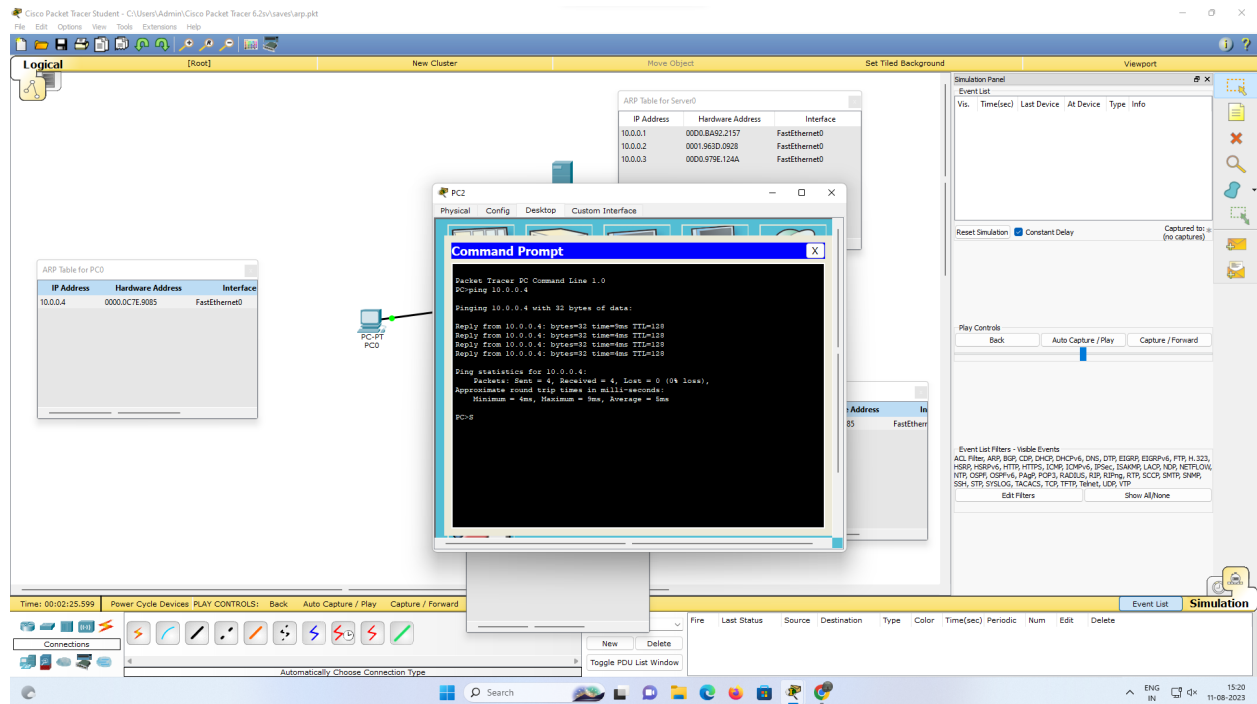 Cisco Packet Tracer Student - C:\Users\Admin\Cisco Packet Tracer 6.2sv\saves\arp.pkt
File Edit Options View Tools Extensions Help
Logical [Root] New Cluster Move Object Set Tiled Background Viewport
ARP Table for Server0
IP Address Hardware Address Interface
10.0.0.1 00D0.BA92.2157 FastEthernet0
10.0.0.2 0001.963D.0928 FastEthernet0
10.0.0.3 00D0.979E.124A FastEthernet0
ARP Table for PC0
IP Address Hardware Address Interface
10.0.0.4 0000.0C7E.9085 FastEthernet0
PC-PT
PC0
PC2
Physical Config Desktop Custom Interface
Command Prompt X
Packet Tracer PC Command Line 1.0
PC>ping 10.0.0.4
Pinging 10.0.0.4 with 32 bytes of data:
Reply from 10.0.0.4: bytes=32 time=9ms TTL=128
Reply from 10.0.0.4: bytes=32 time=4ms TTL=128
Reply from 10.0.0.4: bytes=32 time=4ms TTL=128
Reply from 10.0.0.4: bytes=32 time=4ms TTL=128
Ping statistics for 10.0.0.4:
Packets: Sent = 4, Received = 4, Lost = 0 (0% loss),
Approximate round trip times in milli-seconds:
Minimum = 4ms, Maximum = 9ms, Average = 5ms
PC>S
Address In
85 FastEthern
Simulation Panel
Event List
Vis. Time(sec) Last Device At Device Type Info
Reset Simulation Constant Delay Captured to:
(no captures)
Play Controls
Back Auto Capture / Play Capture / Forward
Event List Filters - Visible Events
ACL Filter, ARP, BGP, CDP, DHCP, DHCPv6, DNS, DTP, EIGRP, EIGRPv6, FTP, H.323,
HSRP, HSRPv6, HTTP, HTTPS, ICMP, ICMPv6, IPSec, ISAKMP, LACP, NDP, NETFLOW,
NTP, OSPF, OSPFv6, PAgP, POP3, RADIUS, RIP, RIPng, RTP, SCCP, SMTP, SNMP,
SSH, STP, SYSLOG, TACACS, TCP, TFTP, Telnet, UDP, VTP
Edit Filters Show All/None
Time: 00:02:25.599 Power Cycle Devices PLAY CONTROLS: Back Auto Capture / Play Capture / Forward
Event List Simulation
Connections
Automatically Choose Connection Type
New Delete
Toggle PDU List Window
Fire Last Status Source Destination Type Color Time(sec) Periodic Num Edit Delete
Search
ENG
IN
15:20
11-08-2023